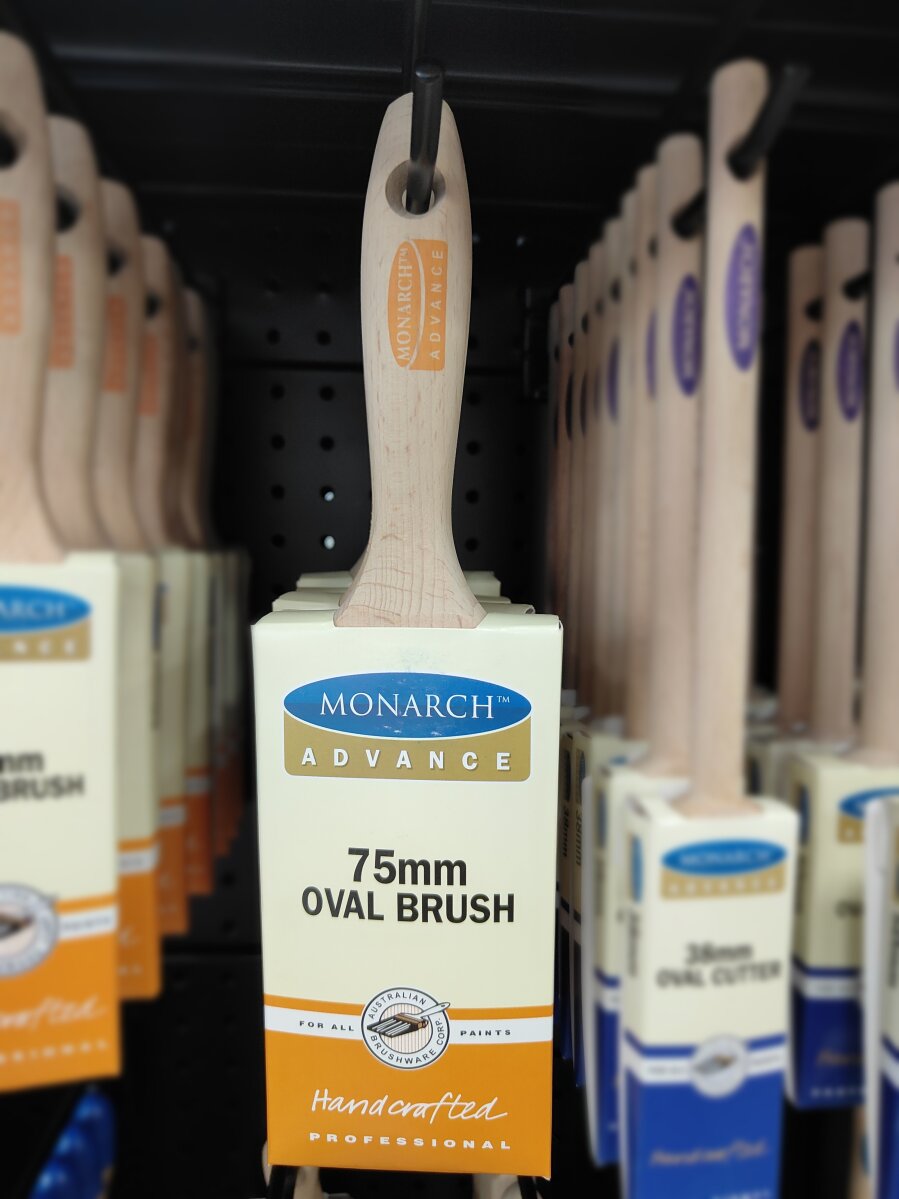 MONARCH™
ADVANCE
MONARCH™
ADVANCE
75mm
OVAL BRUSH
FOR ALL
AUSTRALIAN
BRUSHWARE CORP.
PAINTS
Handcrafted
PROFESSIONAL
BRUSH
MONARCH
ADVANCE
38mm
OVAL CUTTER
Handcrafted